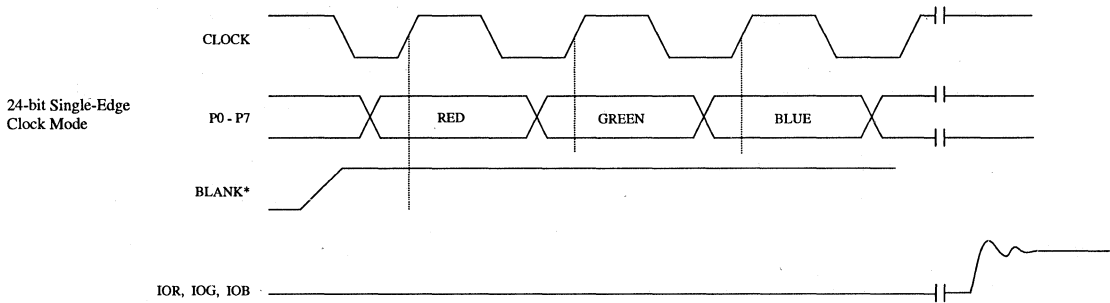 CLOCK
24-bit Single-Edge
Clock Mode
P0 - P7
RED
GREEN
BLUE
BLANK*
IOR, IOG, IOB